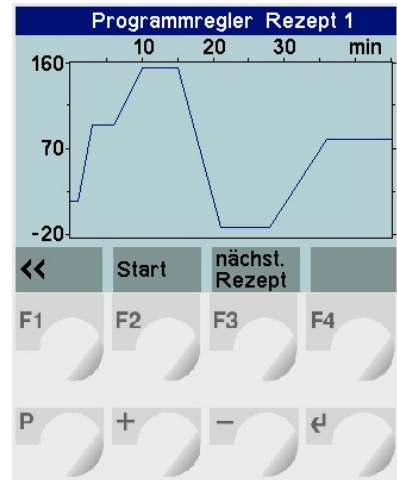 Programmregler Rezept 1
10 20 30 min
160
70
-20
<< Start nächst. Rezept
F1 F2 F3 F4
P + - ↵